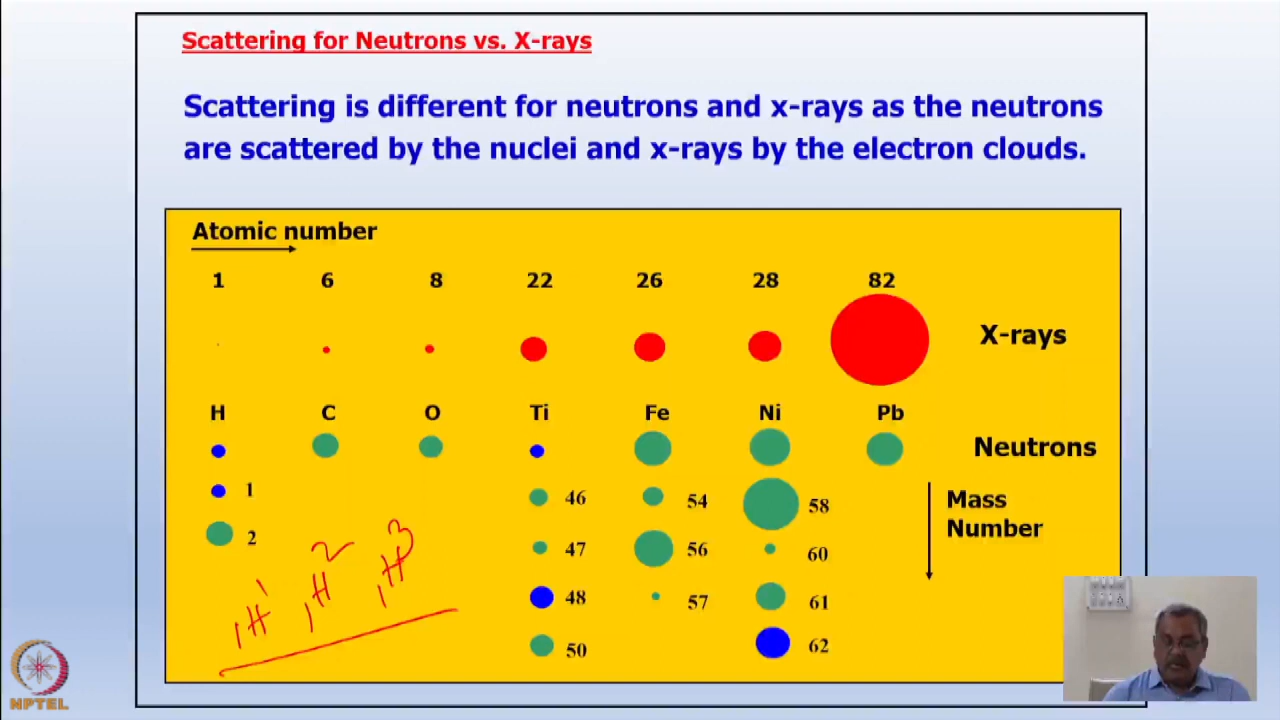 Scattering for Neutrons vs. X-rays
Scattering is different for neutrons and x-rays as the neutrons
are scattered by the nuclei and x-rays by the electron clouds.
Atomic number
1 6 8 22 26 28 82
X-rays
H C O Ti Fe Ni Pb
Neutrons
1 46 54 58 Mass
2 47 56 60 Number
48 57 61
50 62
₁H¹ ₁H² ₁H³
NPTEL